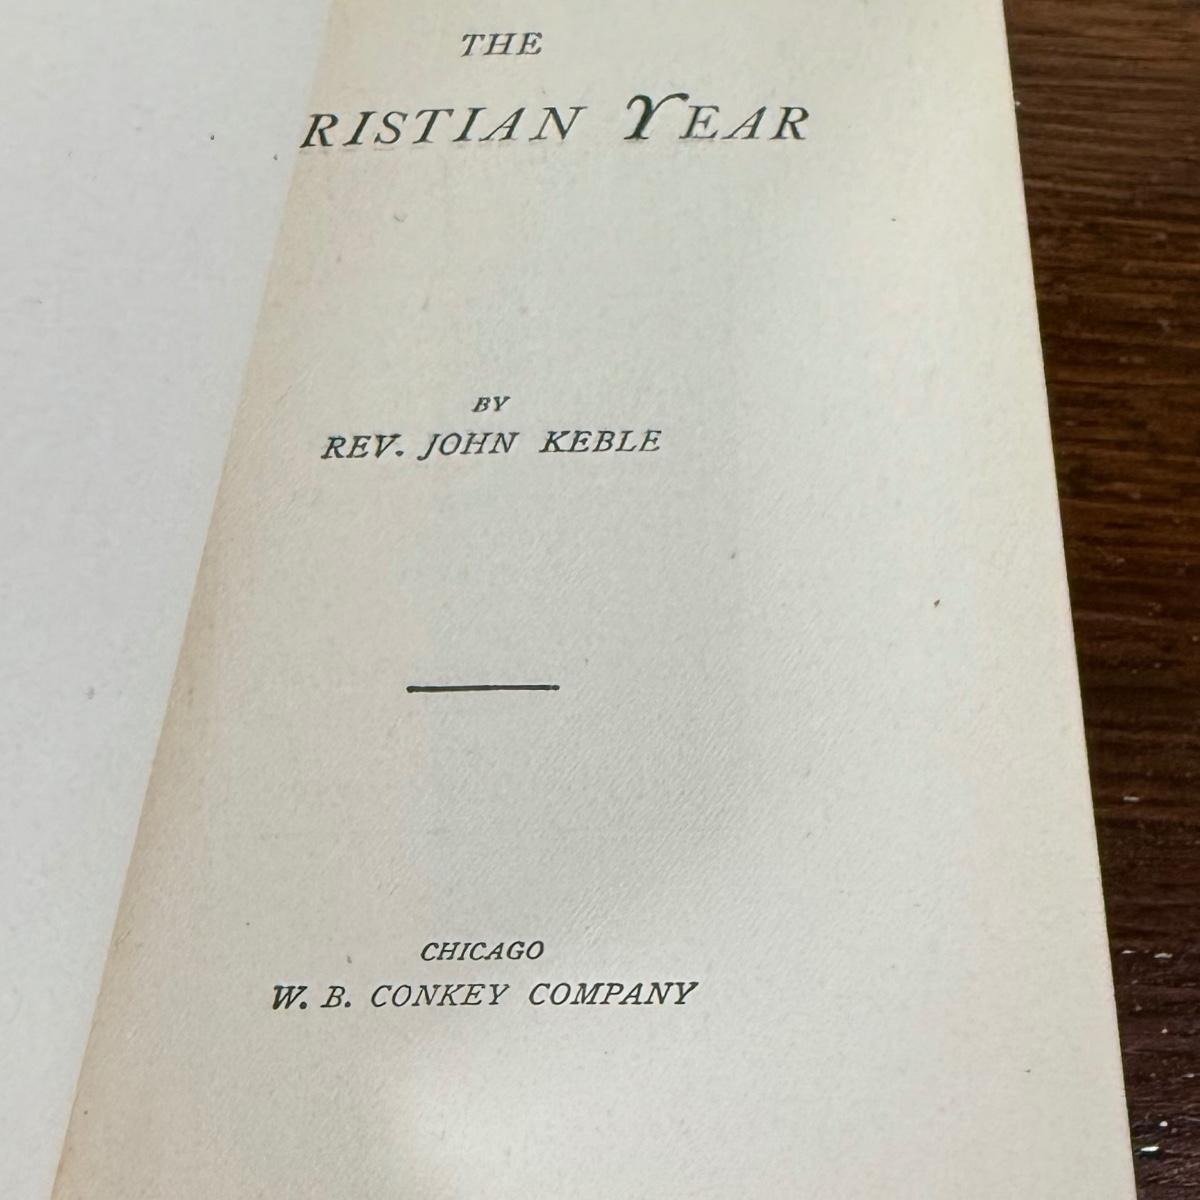 THE
RISTIAN YEAR
BY
REV. JOHN KEBLE
CHICAGO
W. B. CONKEY COMPANY